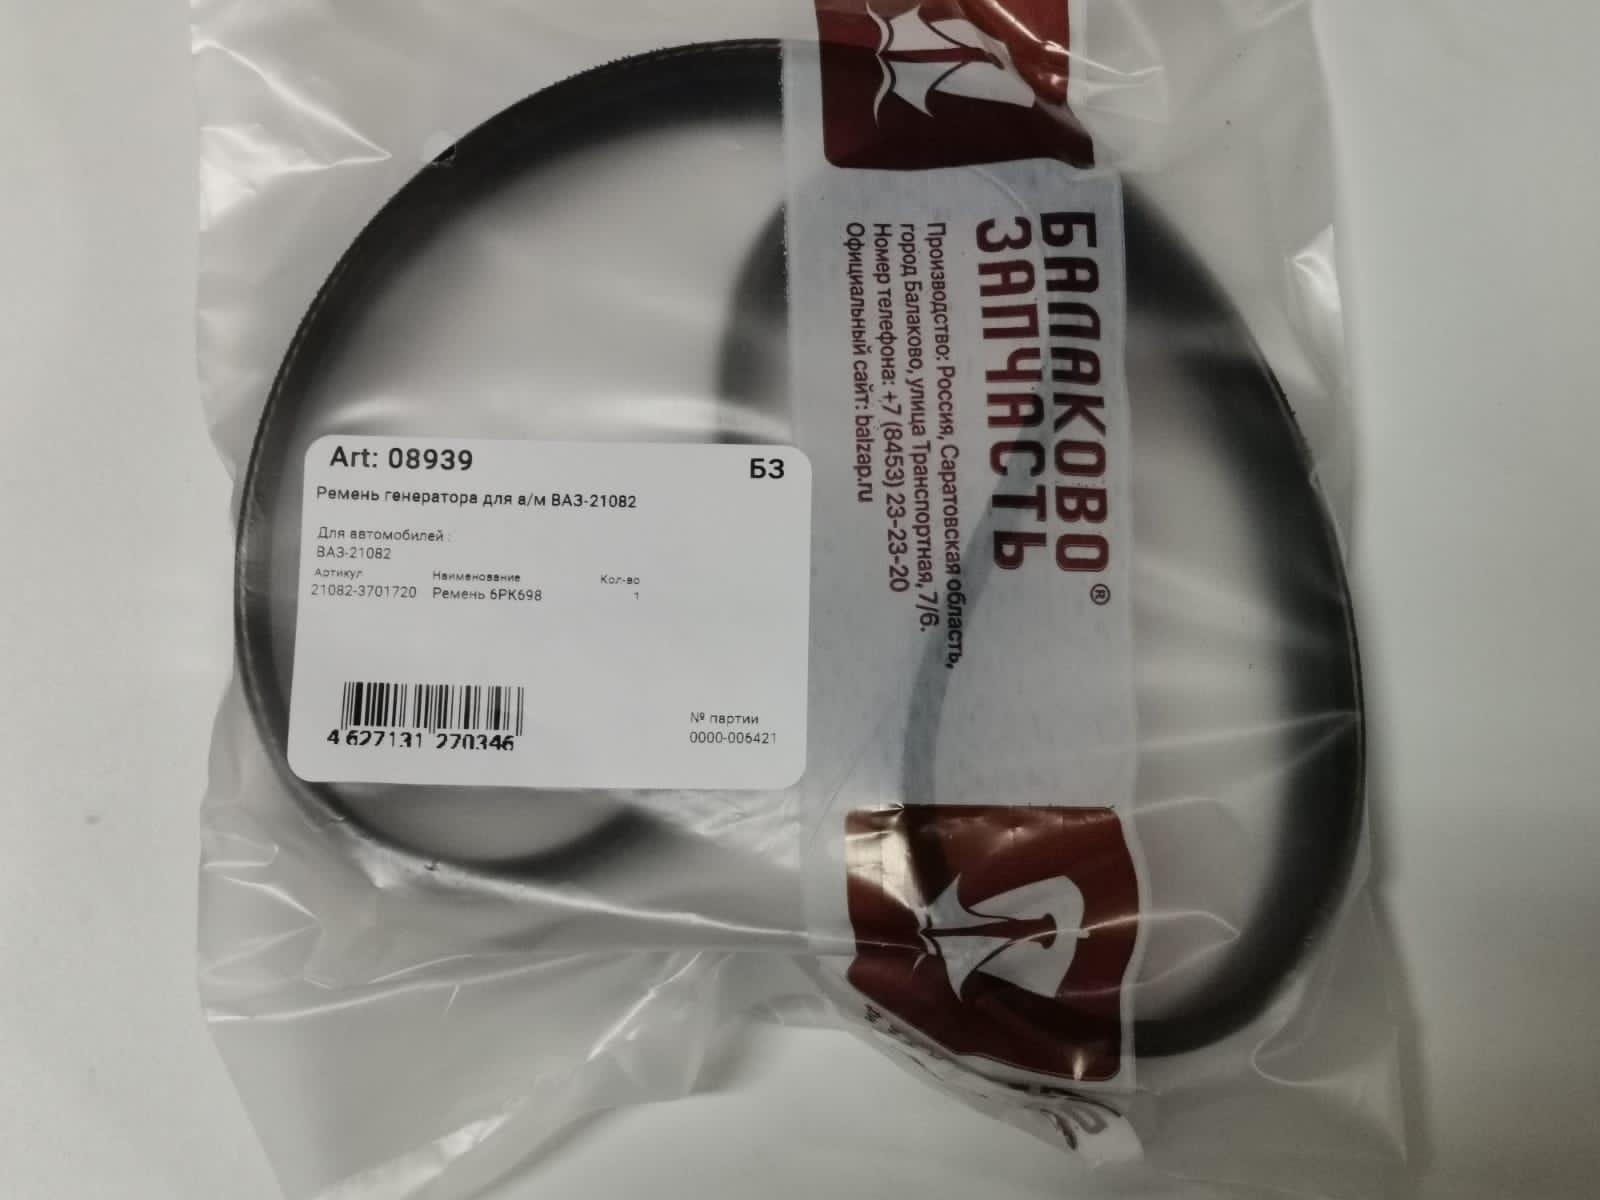 Art: 08939
БЗ
Ремень генератора для а/м ВАЗ-21082
Для автомобилей :
ВАЗ-21082
Артикул Наименование Кол-во
21082-3701720 Ремень 6РК698 1
4 627131 270346
№ партии
0000-006421
БАЛАКОВО ®
ЗАПЧАСТЬ
Производство: Россия, Саратовская область,
город Балаково, улица Транспортная, 7/6.
Номер телефона: +7 (8453) 23-23-20
Официальный сайт: balzap.ru